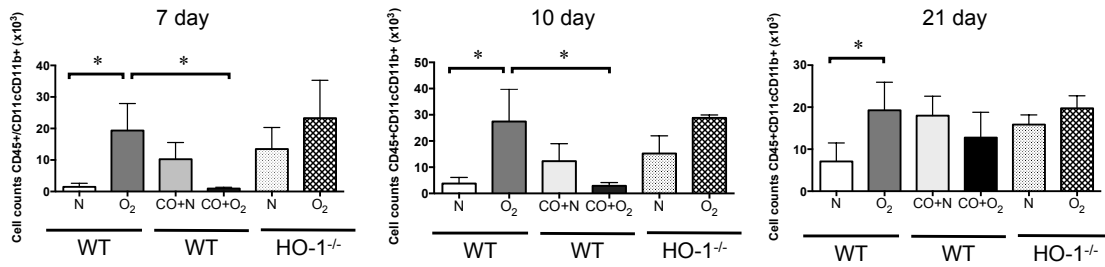 7 day
Cell counts CD45+/CD11cCD11b+ (x10³)
*
*
40
30
20
10
0
N
O₂
CO+N
CO+O₂
N
O₂
WT
WT
HO-1⁻/⁻
10 day
Cell counts CD45+CD11cCD11b+ (x10³)
*
*
50
40
30
20
10
0
N
O₂
CO+N
CO+O₂
N
O₂
WT
WT
HO-1⁻/⁻
21 day
Cell counts CD45+CD11cCD11b+ (x10³)
*
30
20
10
0
N
O₂
CO+N
CO+O₂
N
O₂
WT
WT
HO-1⁻/⁻